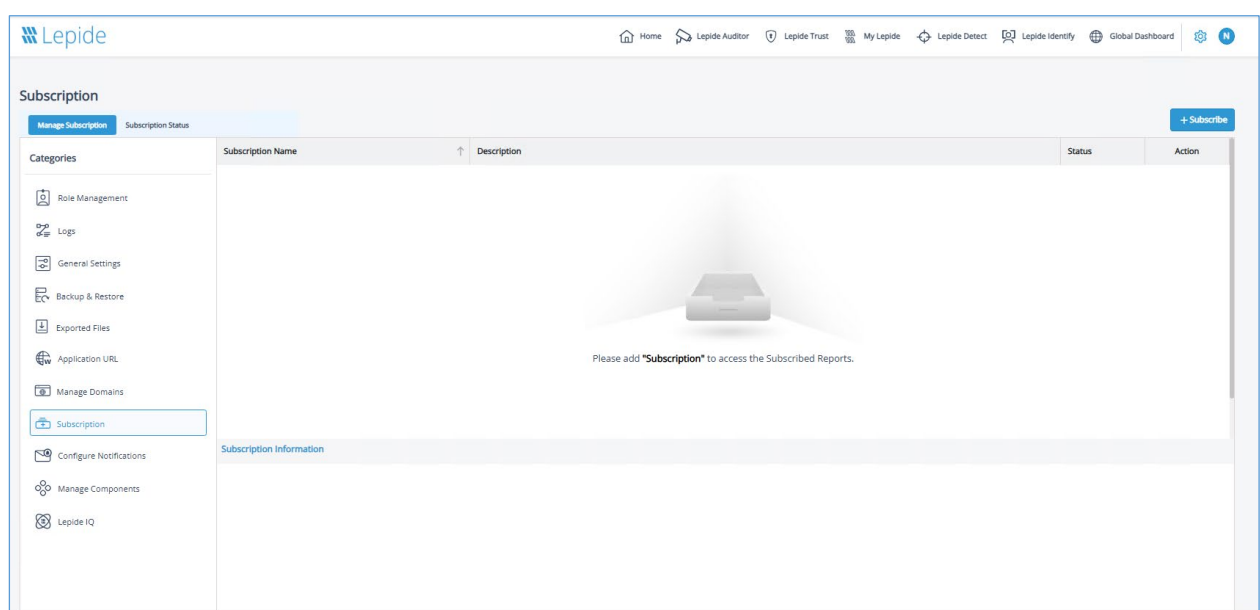 Lepide
Home Lepide Auditor Lepide Trust My Lepide Lepide Detect Lepide Identify Global Dashboard N
Subscription
Manage Subscription Subscription Status
+ Subscribe
Categories
Subscription Name Description Status Action
Role Management
Logs
General Settings
Backup & Restore
Exported Files
Application URL
Manage Domains
Subscription
Configure Notifications
Manage Components
Lepide IQ
Please add "Subscription" to access the Subscribed Reports.
Subscription Information